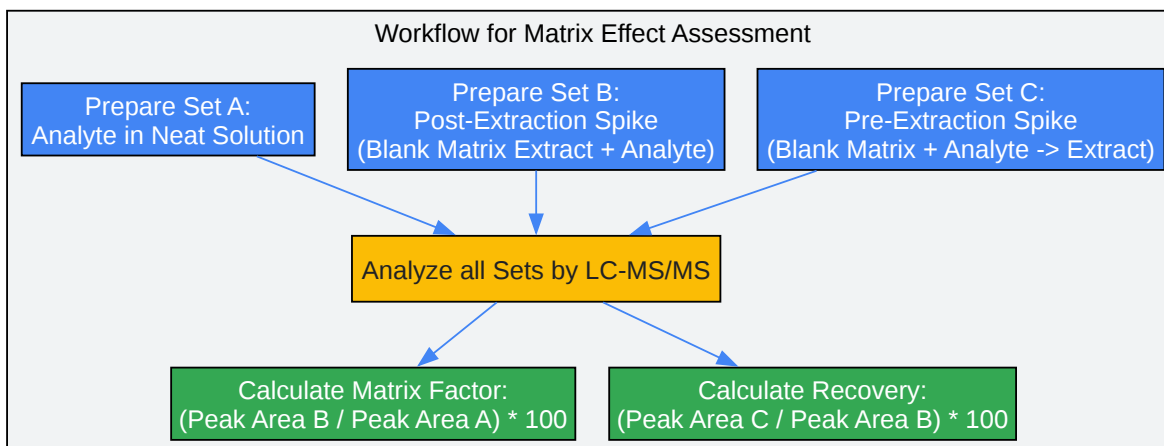 Workflow for Matrix Effect Assessment
Prepare Set A:
Analyte in Neat Solution
Prepare Set B:
Post-Extraction Spike
(Blank Matrix Extract + Analyte)
Prepare Set C:
Pre-Extraction Spike
(Blank Matrix + Analyte -> Extract)
Analyze all Sets by LC-MS/MS
Calculate Matrix Factor:
(Peak Area B / Peak Area A) * 100
Calculate Recovery:
(Peak Area C / Peak Area B) * 100